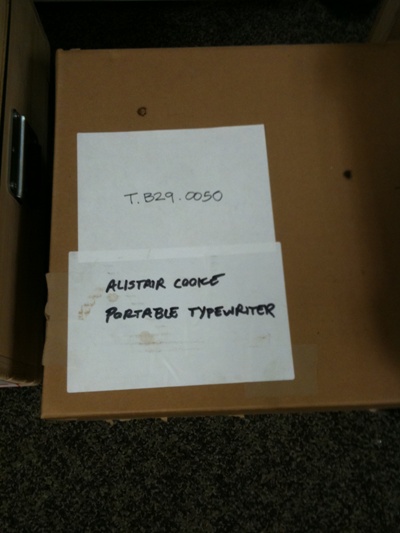 T.B29.0050
ALISTAIR COOKE
PORTABLE TYPEWRITER